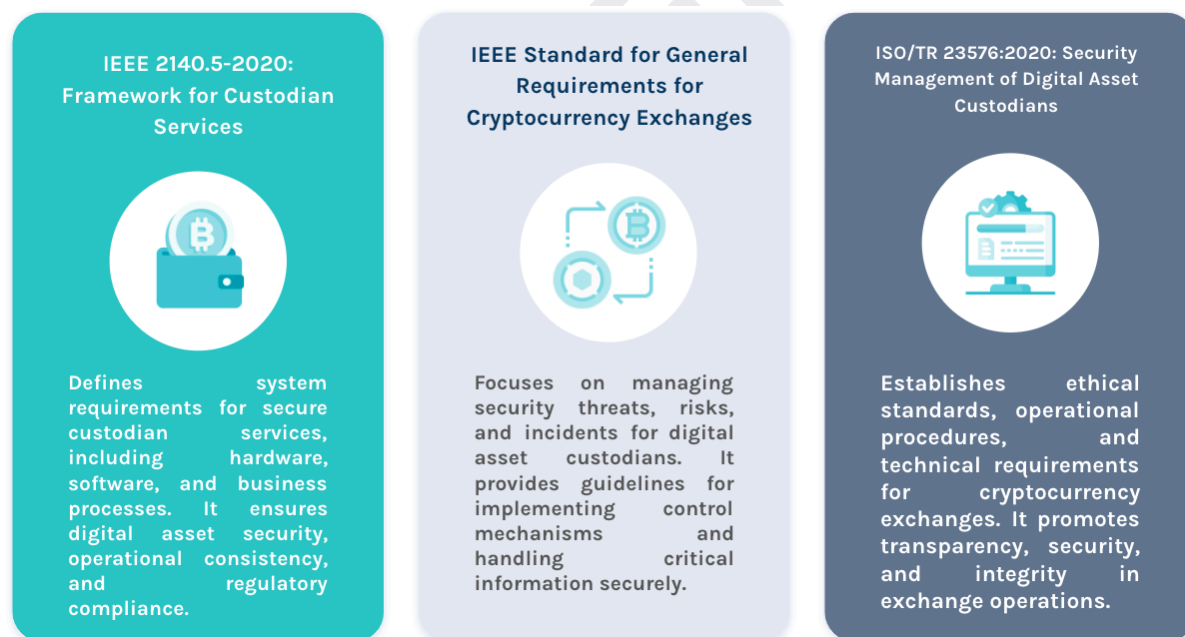 IEEE 2140.5-2020:
Framework for Custodian
Services
Defines system
requirements for secure
custodian services,
including hardware,
software, and business
processes. It ensures
digital asset security,
operational consistency,
and regulatory
compliance.
IEEE Standard for General
Requirements for
Cryptocurrency Exchanges
Focuses on managing
security threats, risks,
and incidents for digital
asset custodians. It
provides guidelines for
implementing control
mechanisms and
handling critical
information securely.
ISO/TR 23576:2020: Security
Management of Digital Asset
Custodians
Establishes ethical
standards, operational
procedures, and
technical requirements
for cryptocurrency
exchanges. It promotes
transparency, security,
and integrity in
exchange operations.